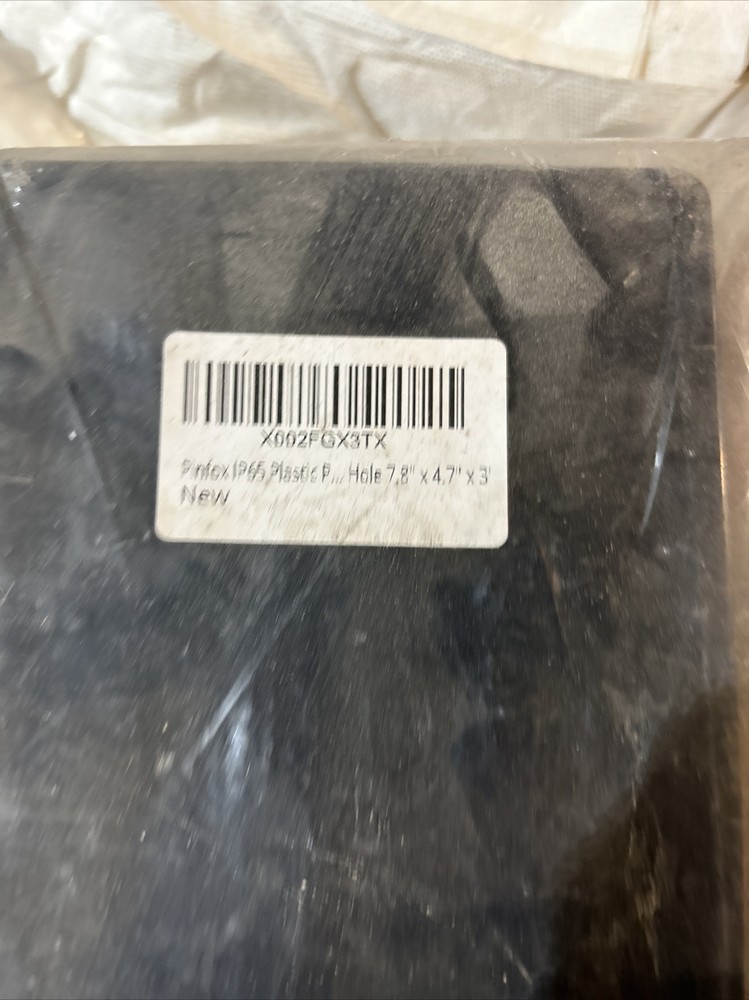 X002FGX3TX
Pinfox IP65 Plastic P... Hole 7.8" x 4.7" x 3'
New